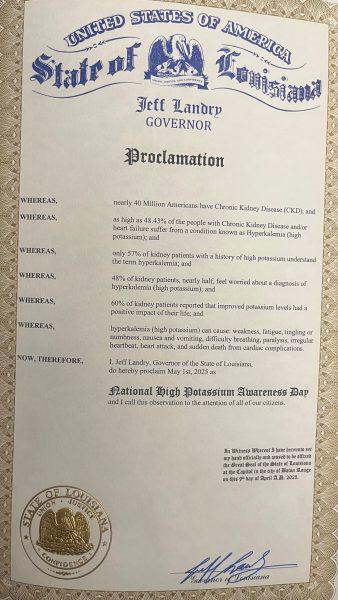 UNITED STATES OF AMERICA
State of Louisiana
Jeff Landry
GOVERNOR
Proclamation
WHEREAS, nearly 40 Million Americans have Chronic Kidney Disease (CKD); and
WHEREAS, as high as 48.43% of the people with Chronic Kidney Disease and/or
heart failure suffer from a condition known as Hyperkalemia (high
potassium); and
WHEREAS, only 57% of kidney patients with a history of high potassium understand
the term hyperkalemia; and
WHEREAS, 48% of kidney patients, nearly half, feel worried about a diagnosis of
hyperkalemia (high potassium); and
WHEREAS, 60% of kidney patients reported that improved potassium levels had a
positive impact of their life; and
WHEREAS, hyperkalemia (high potassium) can cause: weakness, fatigue, tingling or
numbness, nausea and vomiting, difficulty breathing, paralysis, irregular
heartbeat, heart attack, and sudden death from cardiac complications.
NOW, THEREFORE, I, Jeff Landry, Governor of the State of Louisiana,
do hereby proclaim May 1st, 2025 as
National High Potassium Awareness Day
and I call this observation to the attention of all of our citizens.
In Witness Whereof I have hereunto set
my hand officially and caused to be affixed
the Great Seal of the State of Louisiana
at the Capitol in the city of Baton Rouge
on this 9th day of April A.D. 2025.
STATE OF LOUISIANA
UNION JUSTICE
CONFIDENCE
Jeff Landry
Governor of Louisiana